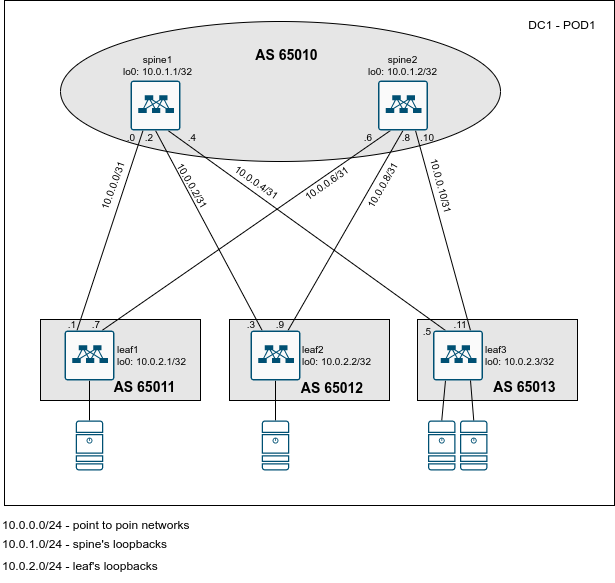 DC1 - POD1
AS 65010
spine1
lo0: 10.0.1.1/32
spine2
lo0: 10.0.1.2/32
.0
.2
.4
.6
.8
.10
10.0.0.0/31
10.0.0.2/31
10.0.0.4/31
10.0.0.6/31
10.0.0.8/31
10.0.0.10/31
.1
.7
.3
.9
.5
.11
leaf1
lo0: 10.0.2.1/32
AS 65011
leaf2
lo0: 10.0.2.2/32
AS 65012
leaf3
lo0: 10.0.2.3/32
AS 65013
10.0.0.0/24 - point to poin networks
10.0.1.0/24 - spine's loopbacks
10.0.2.0/24 - leaf's loopbacks